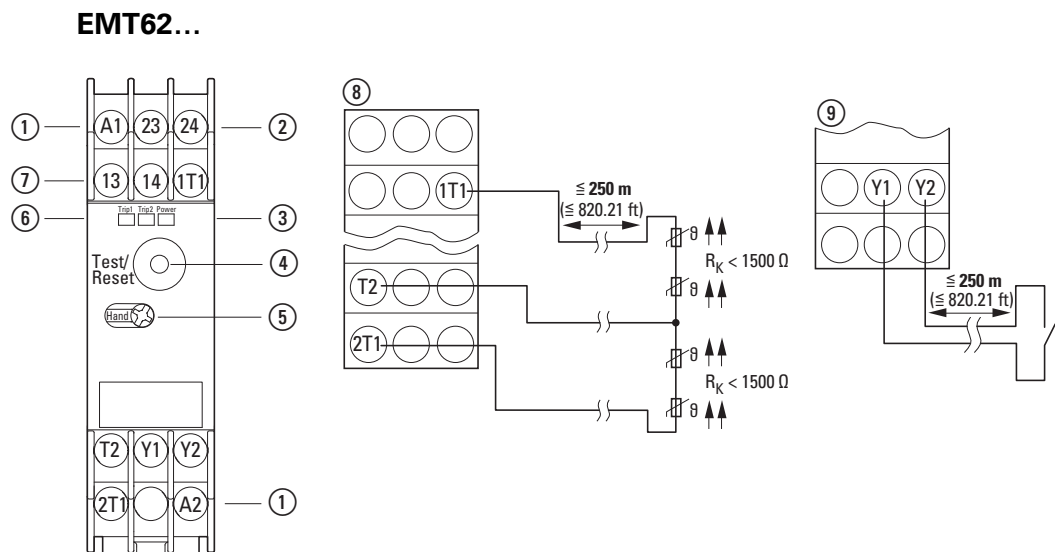 EMT62...
① A1 23 24 ②
⑦ 13 14 1T1
⑥ Trip1 Trip2 Power ③
Test/
Reset ④
Hand ⑤
T2 Y1 Y2
2T1 A2 ①
⑧
1T1
≦ 250 m
(≦ 820.21 ft)
ϑ
R_K < 1500 Ω
ϑ
T2
ϑ
2T1
R_K < 1500 Ω
ϑ
⑨
Y1 Y2
≦ 250 m
(≦ 820.21 ft)